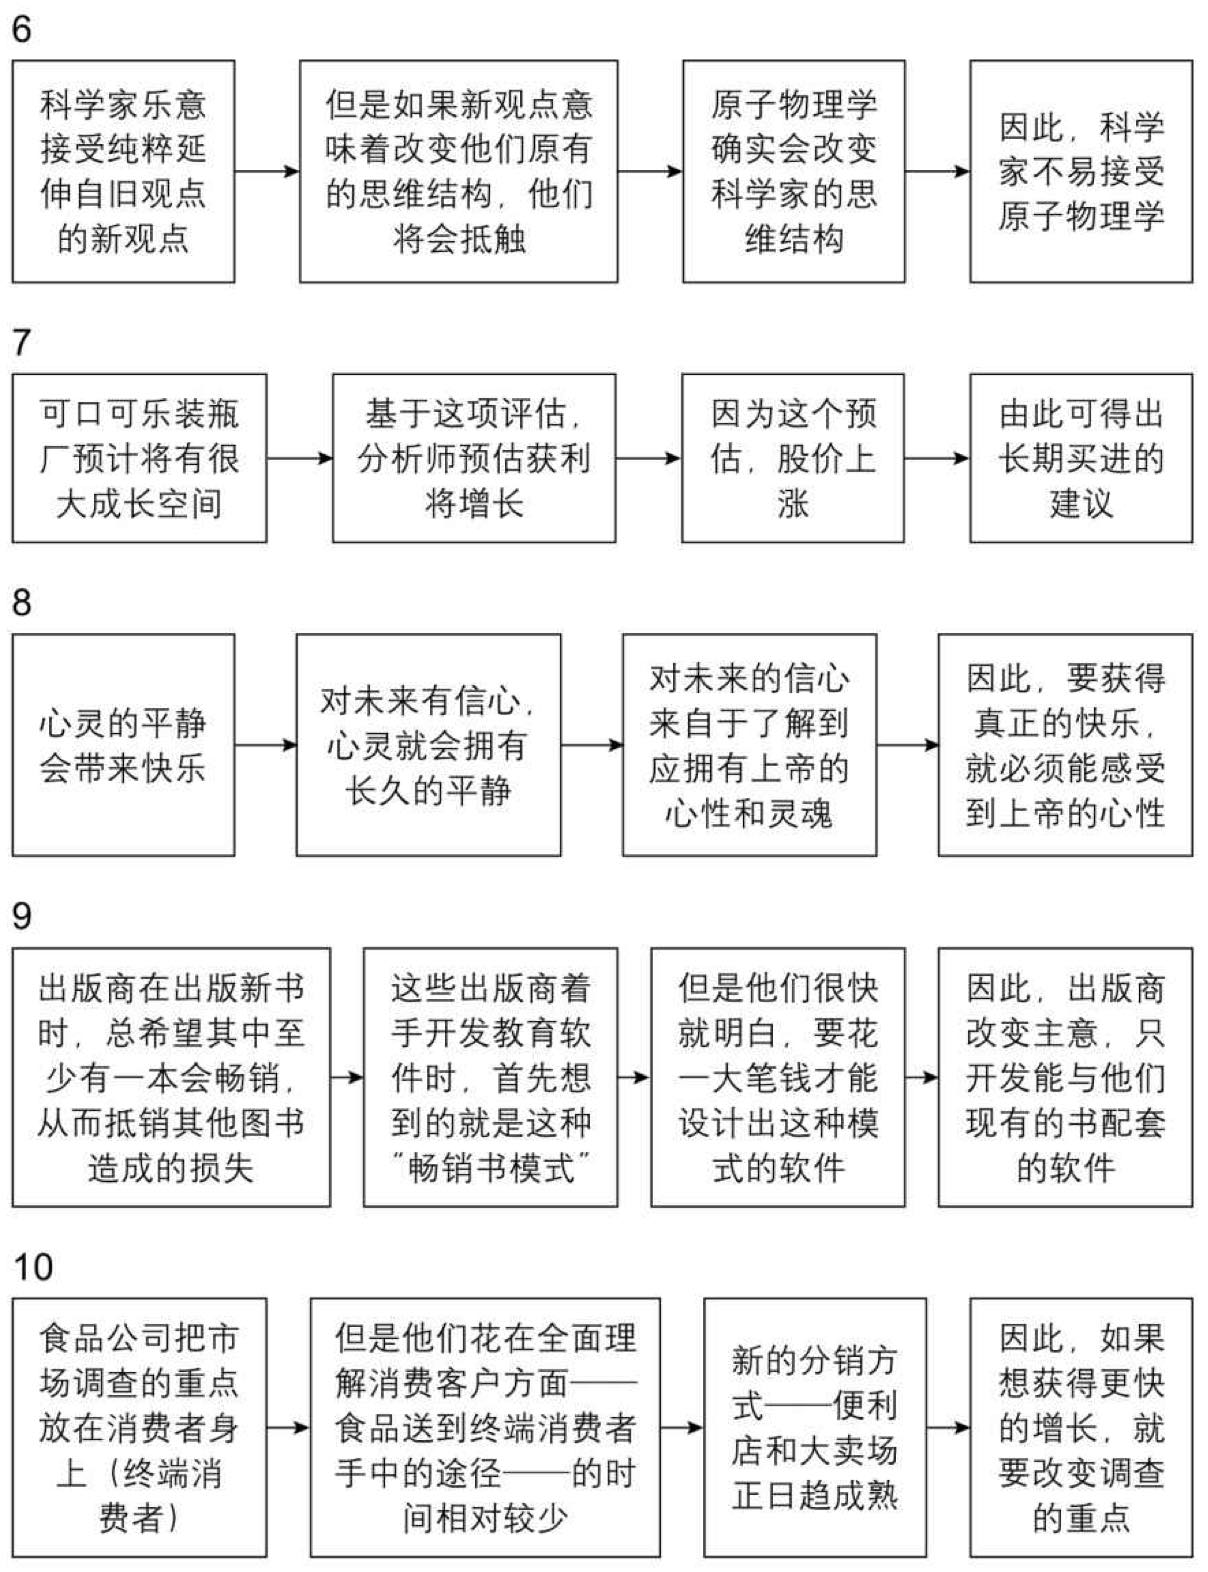 6
科学家乐意
接受纯粹延
伸自旧观点
的新观点
但是如果新观点意
味着改变他们原有
的思维结构，他们
将会抵触
原子物理学
确实会改变
科学家的思
维结构
因此，科学
家不易接受
原子物理学
7
可口可乐装瓶
厂预计将有很
大成长空间
基于这项评估，
分析师预估获利
将增长
因为这个预
估，股价上
涨
由此可得出
长期买进的
建议
8
心灵的平静
会带来快乐
对未来有信心，
心灵就会拥有
长久的平静
对未来的信心
来自于了解到
应拥有上帝的
心性和灵魂
因此，要获得
真正的快乐，
就必须能感受
到上帝的心性
9
出版商在出版新书
时，总希望其中至
少有一本会畅销，
从而抵销其他图书
造成的损失
这些出版商着
手开发教育软
件时，首先想
到的就是这种
“畅销书模式”
但是他们很快
就明白，要花
一大笔钱才能
设计出这种模
式的软件
因此，出版商
改变主意，只
开发能与他们
现有的书配套
的软件
10
食品公司把市
场调查的重点
放在消费者身
上（终端消
费者）
但是他们花在全面理
解消费客户方面——
食品送到终端消费者
手中的途径——的时
间相对较少
新的分销方
式——便利
店和大卖场
正日趋成熟
因此，如果
想获得更快
的增长，就
要改变调查
的重点